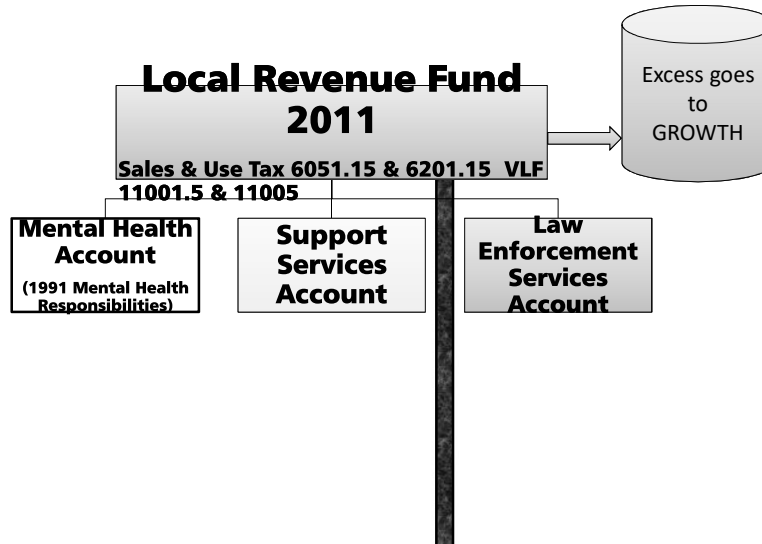 Local Revenue Fund
2011
Sales & Use Tax 6051.15 & 6201.15 VLF
11001.5 & 11005
Excess goes
to
GROWTH
Mental Health
Account
(1991 Mental Health
Responsibilities)
Support
Services
Account
Law
Enforcement
Services
Account